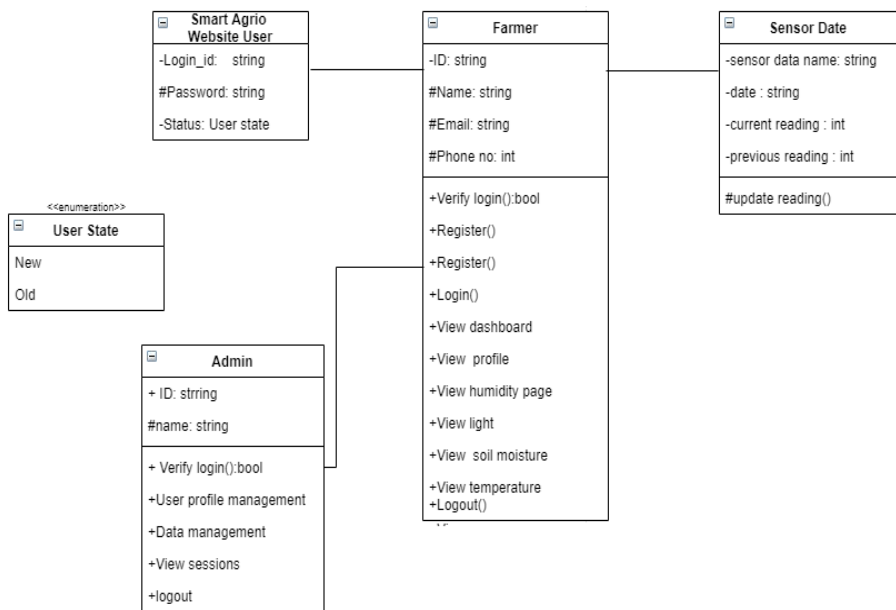 Smart Agrio
Website User
-Login_id: string
#Password: string
-Status: User state
Farmer
-ID: string
#Name: string
#Email: string
#Phone no: int
+Verify login():bool
+Register()
+Register()
+Login()
+View dashboard
+View profile
+View humidity page
+View light
+View soil moisture
+View temperature
+Logout()
Sensor Date
-sensor data name: string
-date : string
-current reading : int
-previous reading : int
#update reading()
<<enumeration>>
User State
New
Old
Admin
+ ID: strring
#name: string
+ Verify login():bool
+User profile management
+Data management
+View sessions
+logout